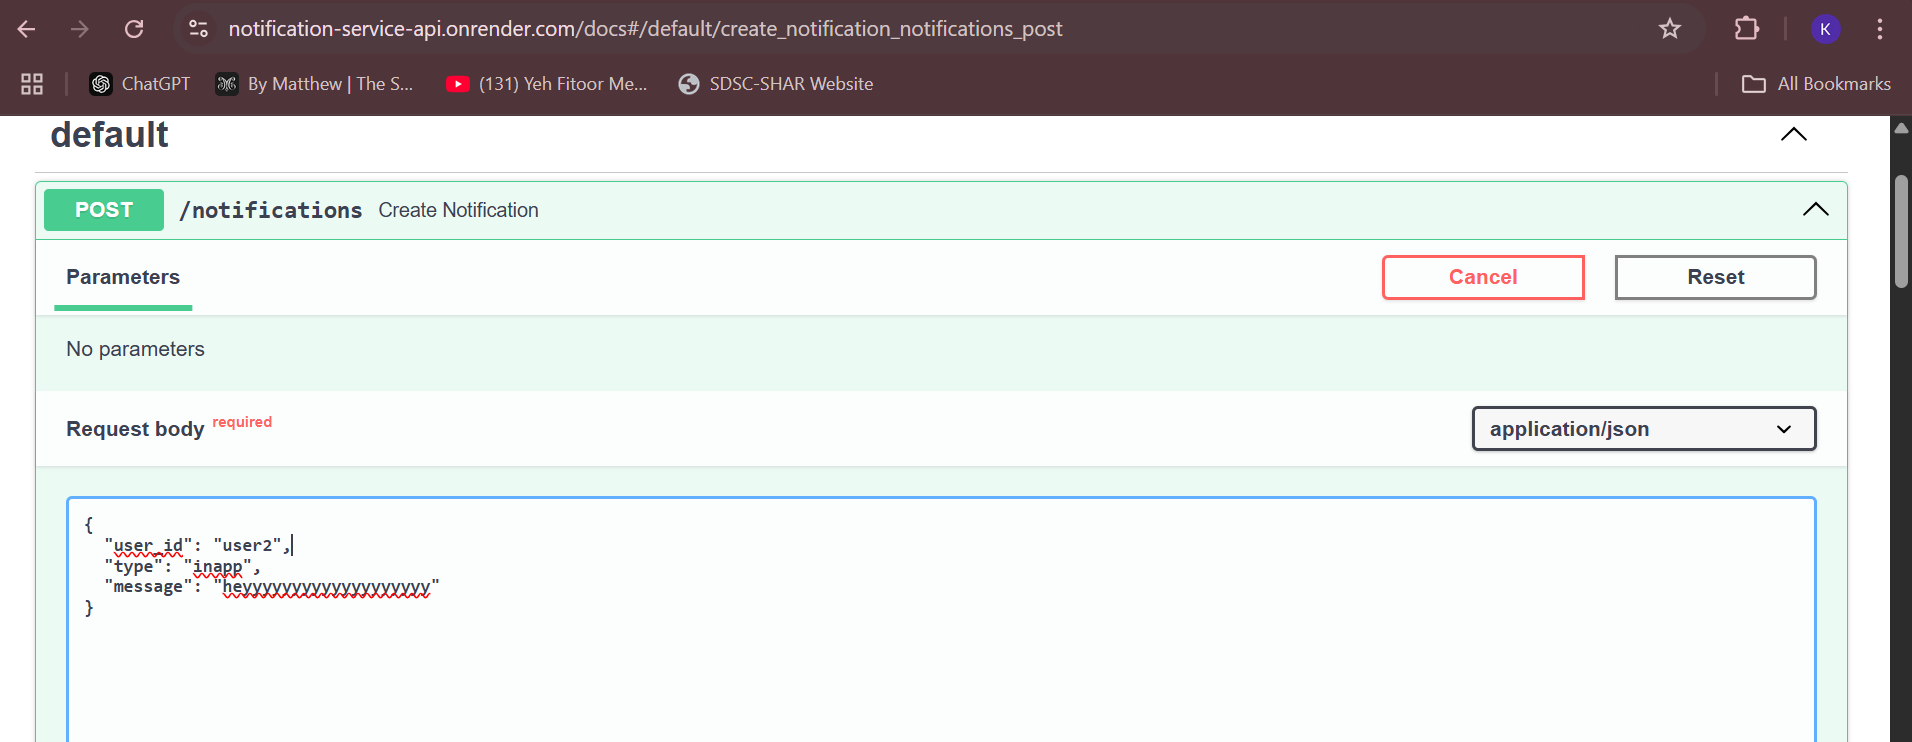 notification-service-api.onrender.com/docs#/default/create_notification_notifications_post
K
ChatGPT
By Matthew | The S...
(131) Yeh Fitoor Me...
SDSC-SHAR Website
All Bookmarks
default
POST /notifications Create Notification
Parameters
Cancel
Reset
No parameters
Request body required
application/json
{
"user_id": "user2",
"type": "inapp",
"message": "heyyyyyyyyyyyyyyyyyyy"
}